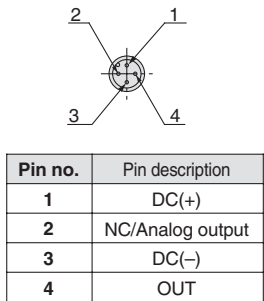 2 1
3 4
Pin no. Pin description
1 DC(+)
2 NC/Analog output
3 DC(–)
4 OUT